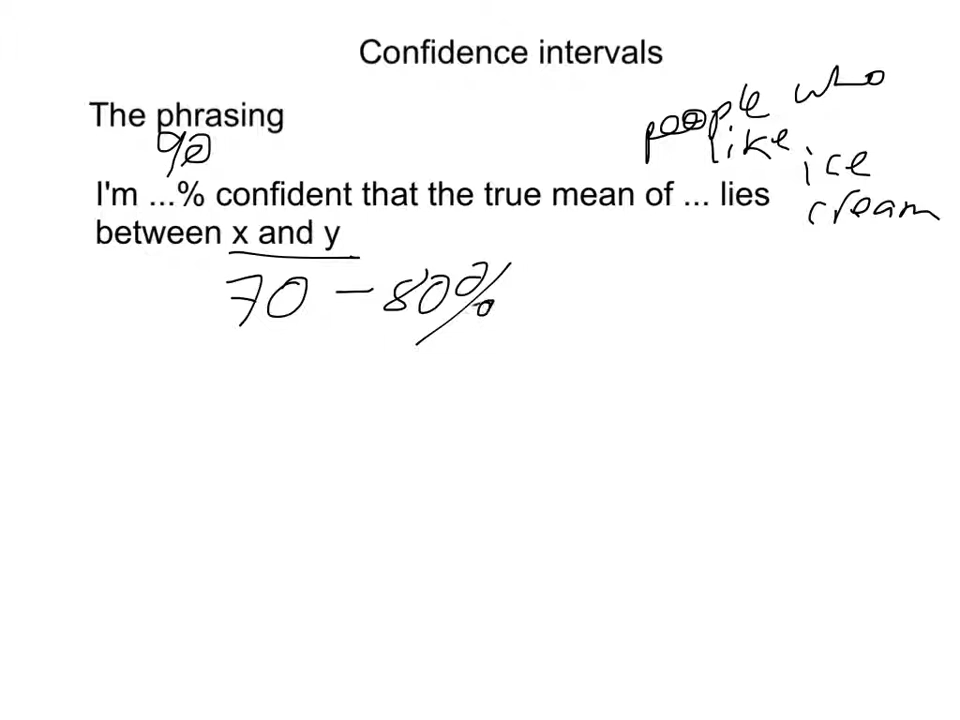 Confidence intervals
The phrasing
people who
like ice
cream
90
I'm ...% confident that the true mean of ... lies
between x and y
70 - 80%